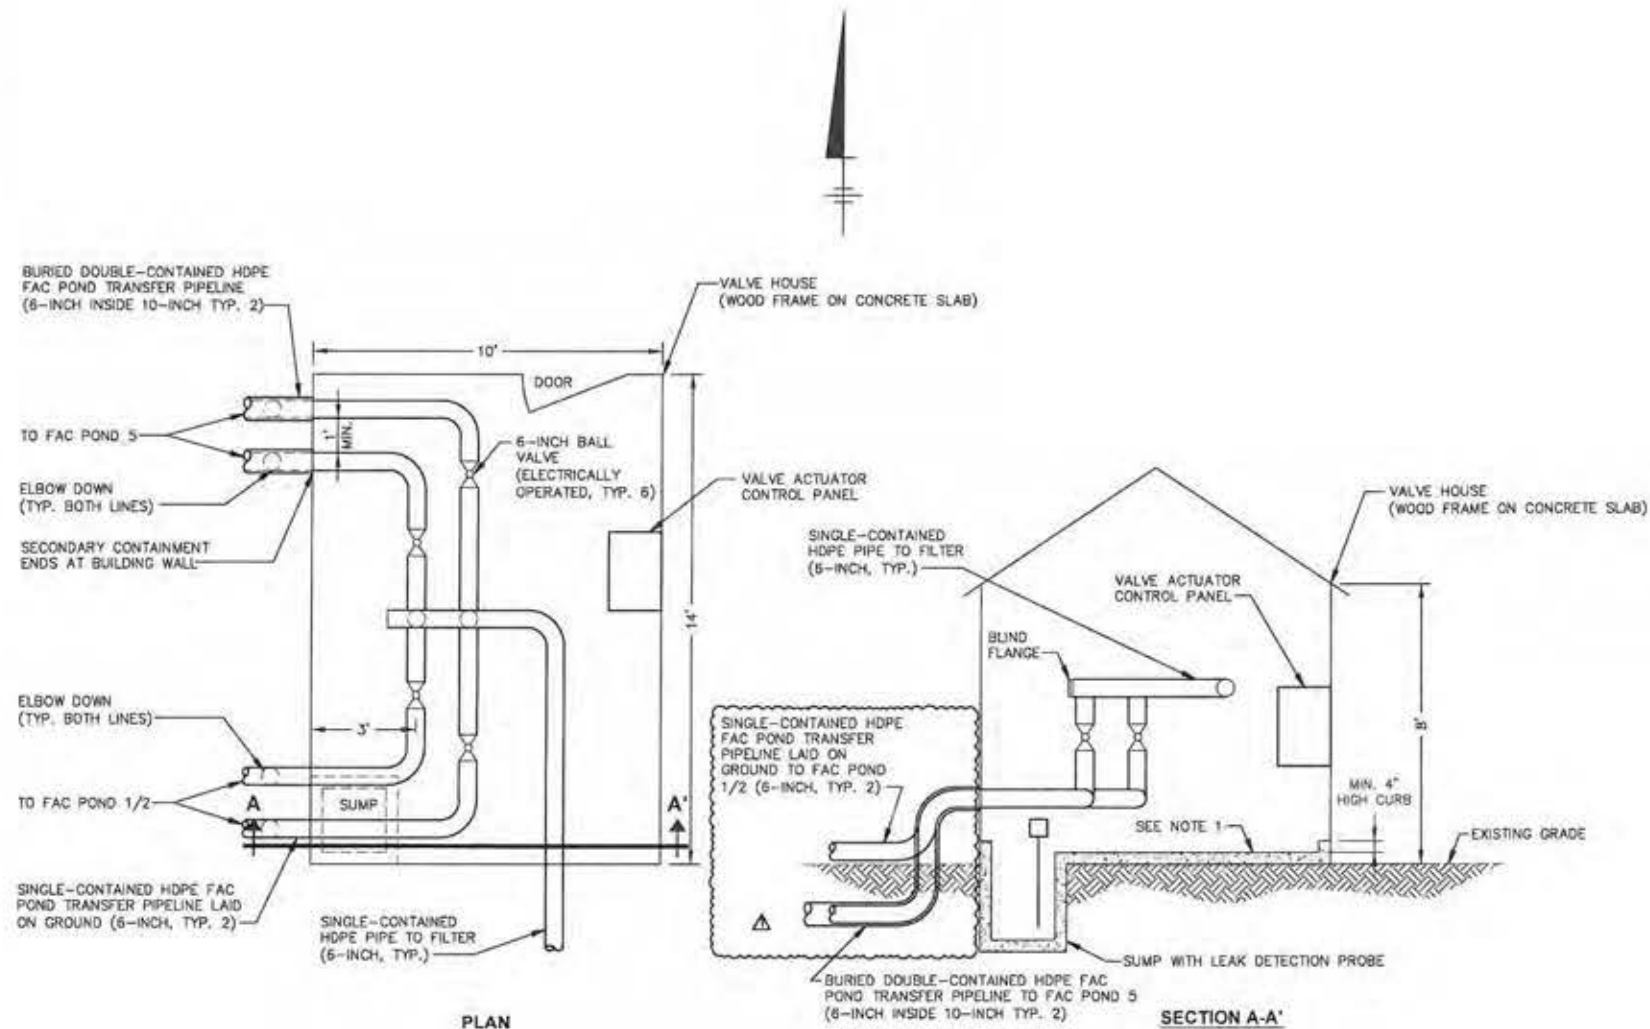 BURIED DOUBLE-CONTAINED HDPE
FAC POND TRANSFER PIPELINE
(6-INCH INSIDE 10-INCH TYP. 2)
VALVE HOUSE
(WOOD FRAME ON CONCRETE SLAB)
10'
DOOR
TO FAC POND 5
1'
MIN.
6-INCH BALL
VALVE
(ELECTRICALLY
OPERATED, TYP. 6)
ELBOW DOWN
(TYP. BOTH LINES)
SECONDARY CONTAINMENT
ENDS AT BUILDING WALL
VALVE ACTUATOR
CONTROL PANEL
14'
ELBOW DOWN
(TYP. BOTH LINES)
3'
TO FAC POND 1/2
A
SUMP
A'
SINGLE-CONTAINED HDPE FAC
POND TRANSFER PIPELINE LAID
ON GROUND (6-INCH, TYP. 2)
SINGLE-CONTAINED
HDPE PIPE TO FILTER
(6-INCH, TYP.)
PLAN
VALVE HOUSE
(WOOD FRAME ON CONCRETE SLAB)
SINGLE-CONTAINED
HDPE PIPE TO FILTER
(6-INCH, TYP.)
VALVE ACTUATOR
CONTROL PANEL
BLIND
FLANGE
8'
SINGLE-CONTAINED HDPE
FAC POND TRANSFER
PIPELINE LAID ON
GROUND TO FAC POND
1/2 (6-INCH, TYP. 2)
MIN. 4"
HIGH CURB
SEE NOTE 1
EXISTING GRADE
SUMP WITH LEAK DETECTION PROBE
BURIED DOUBLE-CONTAINED HDPE FAC
POND TRANSFER PIPELINE TO FAC POND 5
(6-INCH INSIDE 10-INCH TYP. 2)
SECTION A-A'